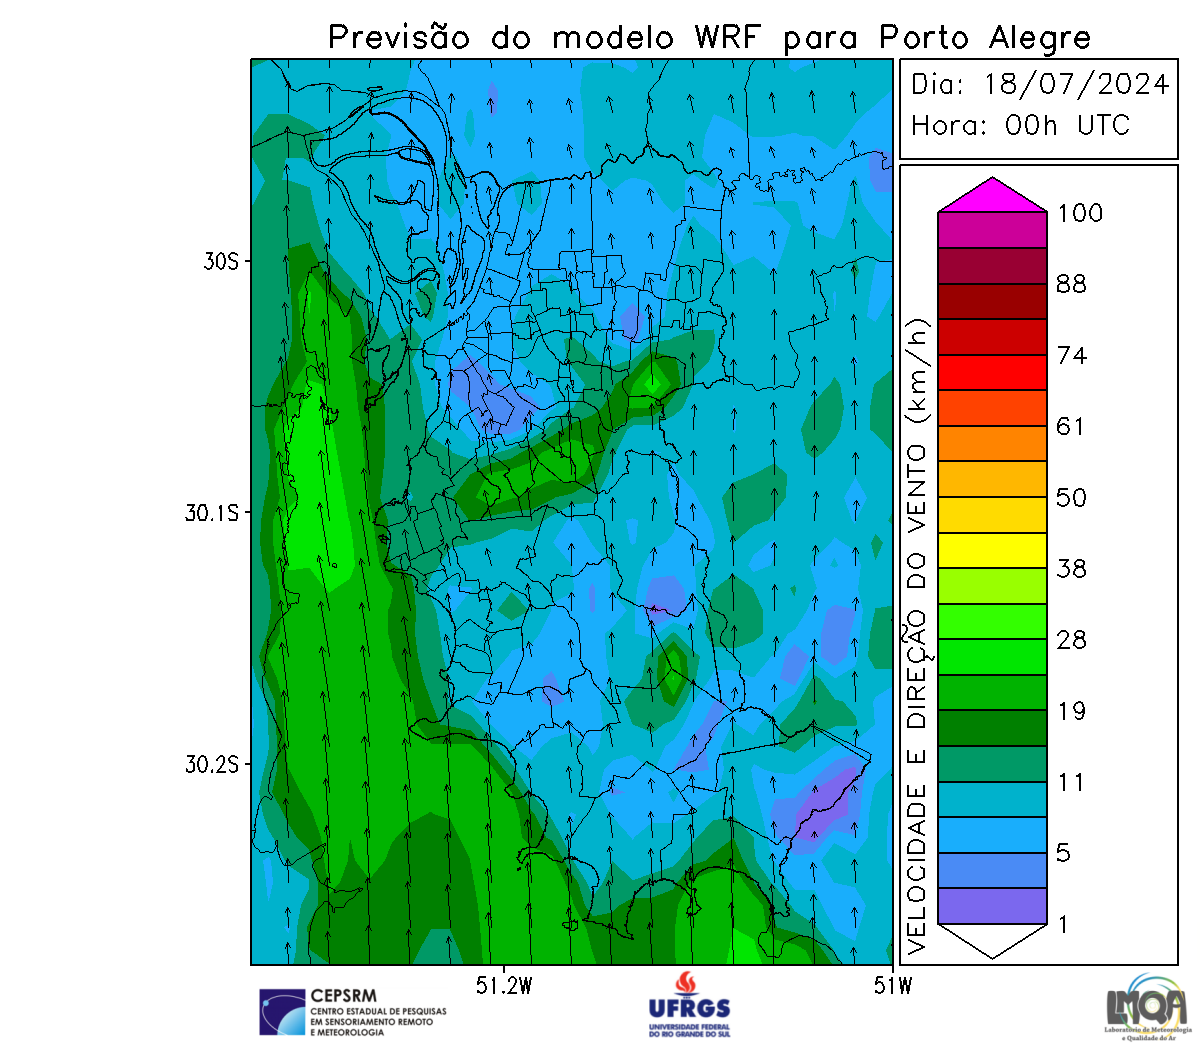 Previsão do modelo WRF para Porto Alegre
Dia: 18/07/2024
Hora: 00h UTC
30S
30.1S
30.2S
51.2W
51W
VELOCIDADE E DIREÇÃO DO VENTO (km/h)
100
88
74
61
50
38
28
19
11
5
1
CEPSRM
CENTRO ESTADUAL DE PESQUISAS
EM SENSORIAMENTO REMOTO
E METEOROLOGIA
UFRGS
UNIVERSIDADE FEDERAL
DO RIO GRANDE DO SUL
LMQA
Laboratório de Meteorologia
e Qualidade do Ar